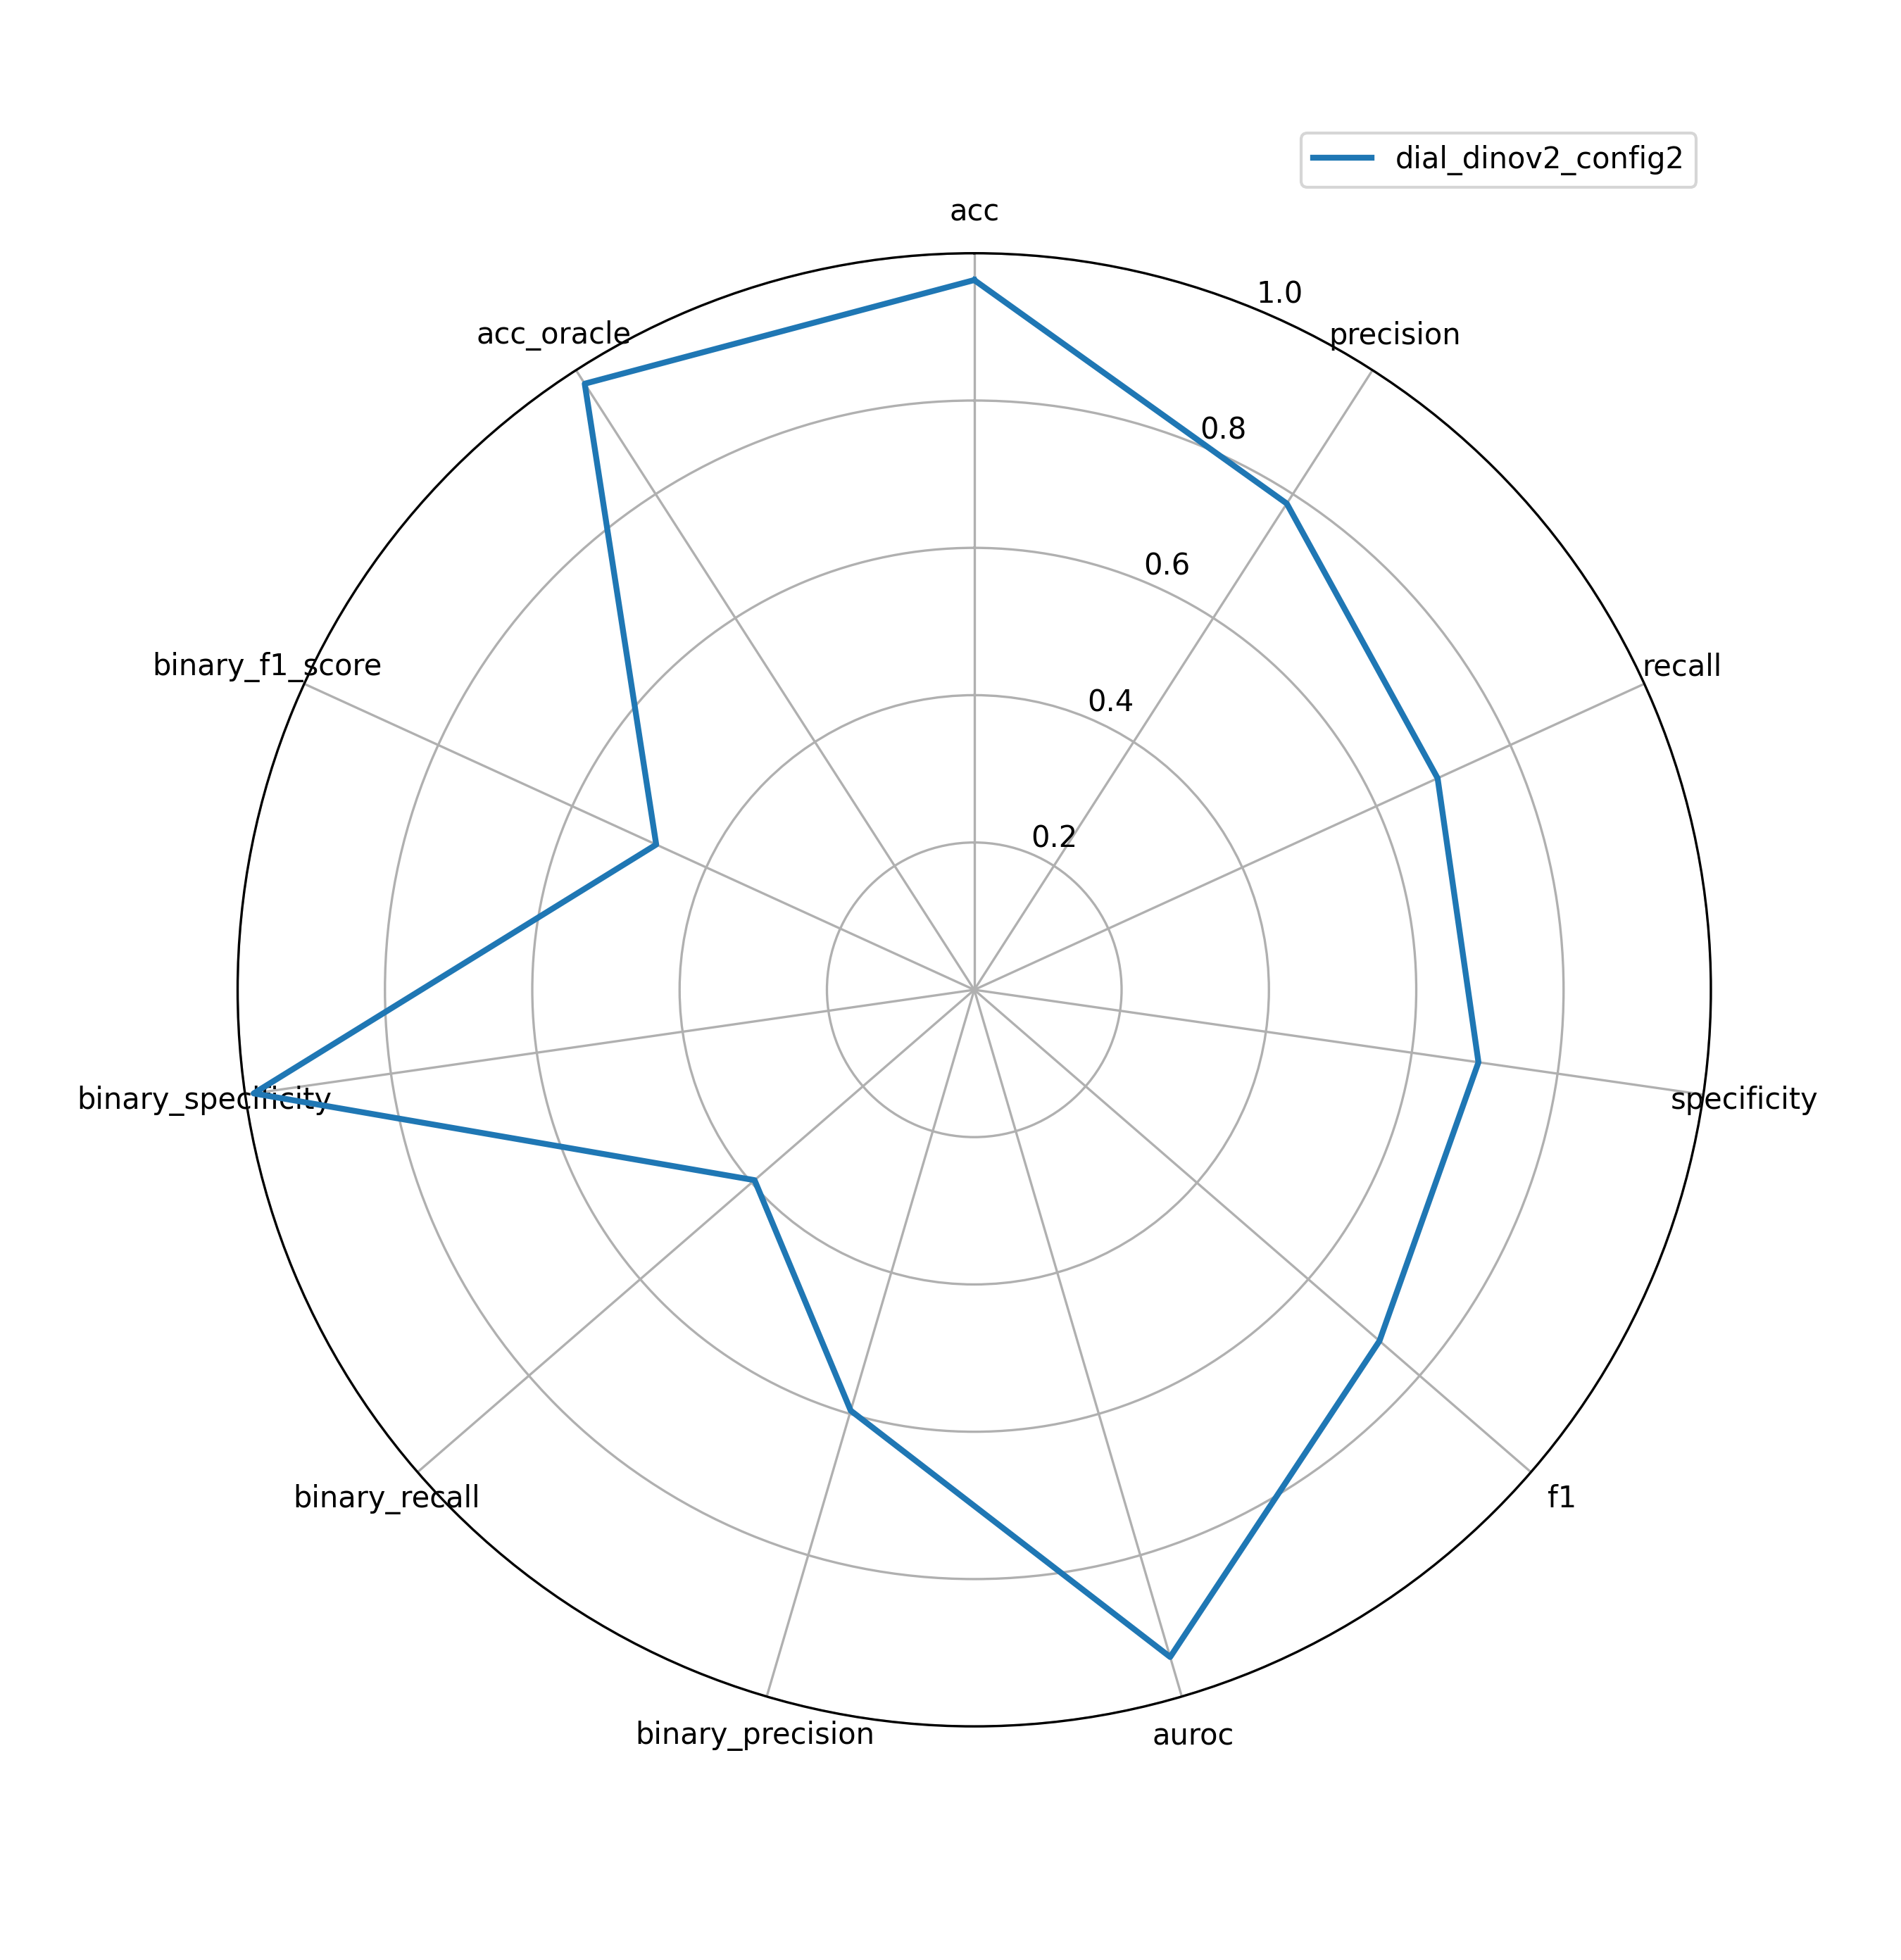 dial_dinov2_config2
acc
1.0
acc_oracle
precision
0.8
0.6
binary_f1_score
recall
0.4
0.2
binary_specificity
specificity
binary_recall
f1
binary_precision
auroc